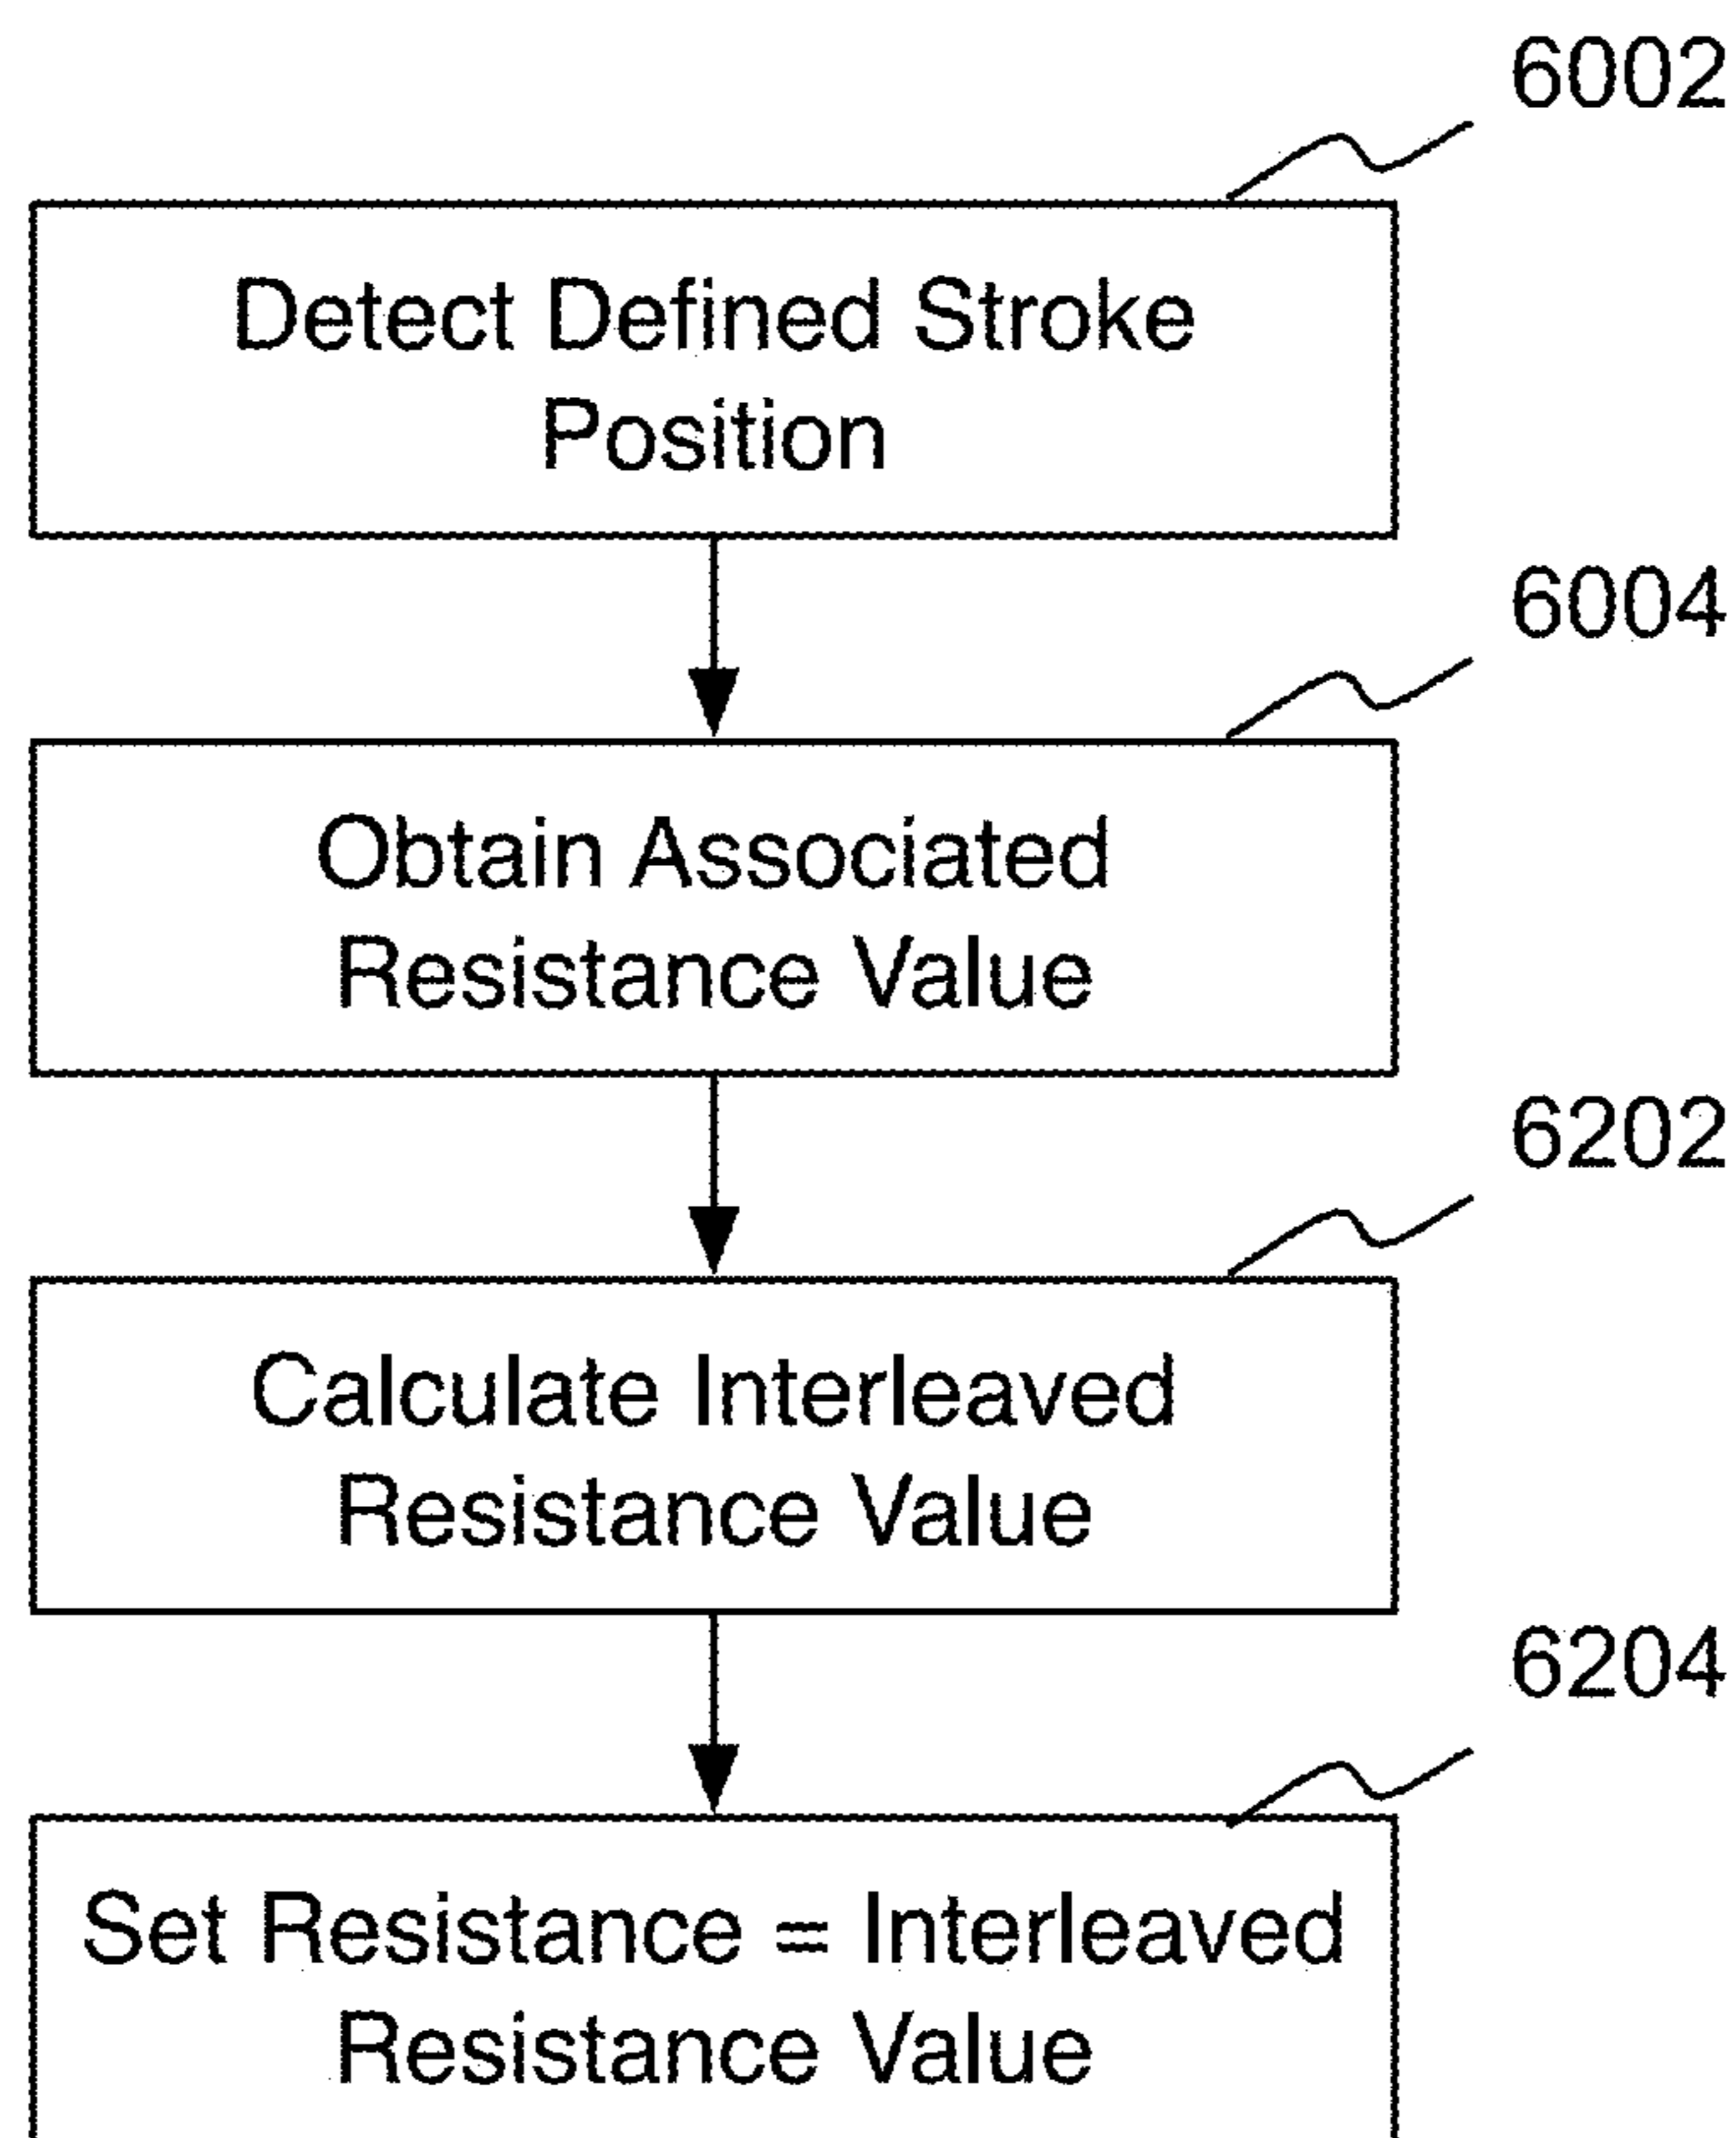 6002
Detect Defined Stroke
Position
6004
Obtain Associated
Resistance Value
6202
Calculate Interleaved
Resistance Value
6204
Set Resistance = Interleaved
Resistance Value